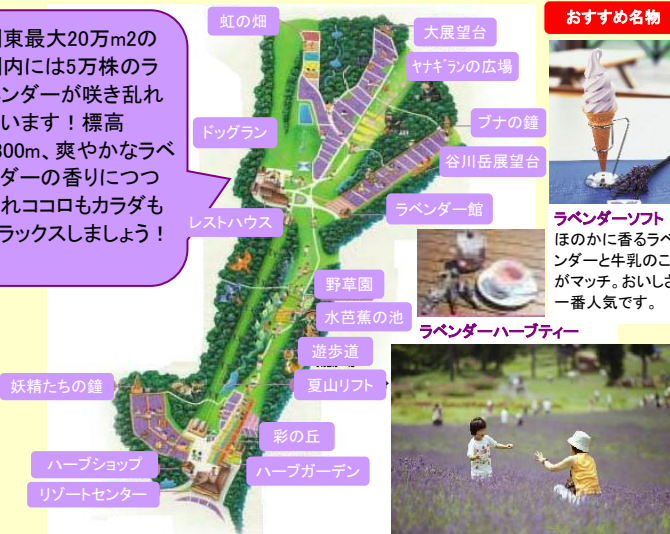 東最大20万m2の
内には5万株のラ
ンダーが咲き乱れ
います！標高
300m、爽やかなラベ
ダーの香りにつつ
れココロもカラダも
ラックスしましょう！
虹の畑
大展望台
ヤナギランの広場
ブナの鐘
谷川岳展望台
ドッグラン
ラベンダー館
レストハウス
野草園
水芭蕉の池
遊歩道
夏山リフト
妖精たちの鐘
彩の丘
ハーブショップ
ハーブガーデン
リゾートセンター
おすすめ名物
ラベンダーソフト
ほのかに香るラベ
ンダーと牛乳のこ
がマッチ。おいしさ
一番人気です。
ラベンダーハーブティー